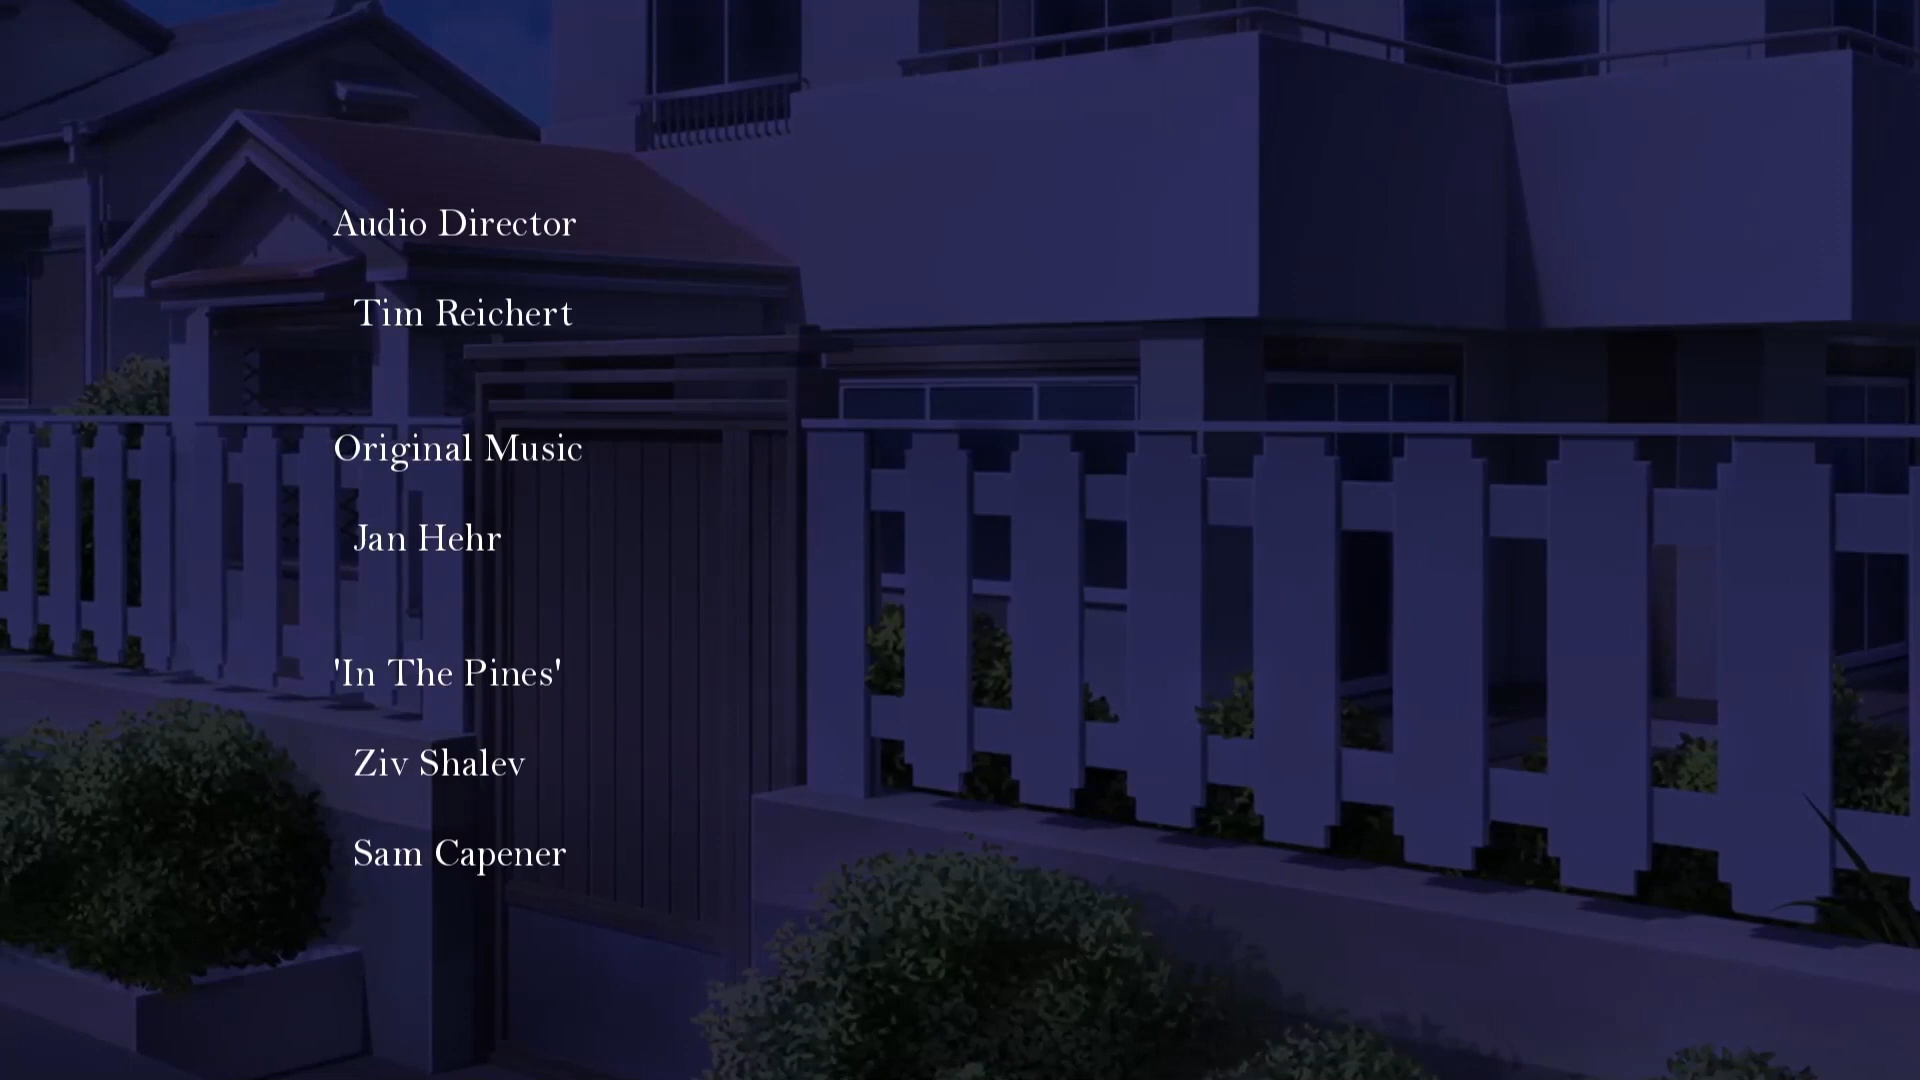 Audio Director
Tim Reichert
Original Music
Jan Hehr
'In The Pines'
Ziv Shalev
Sam Capener